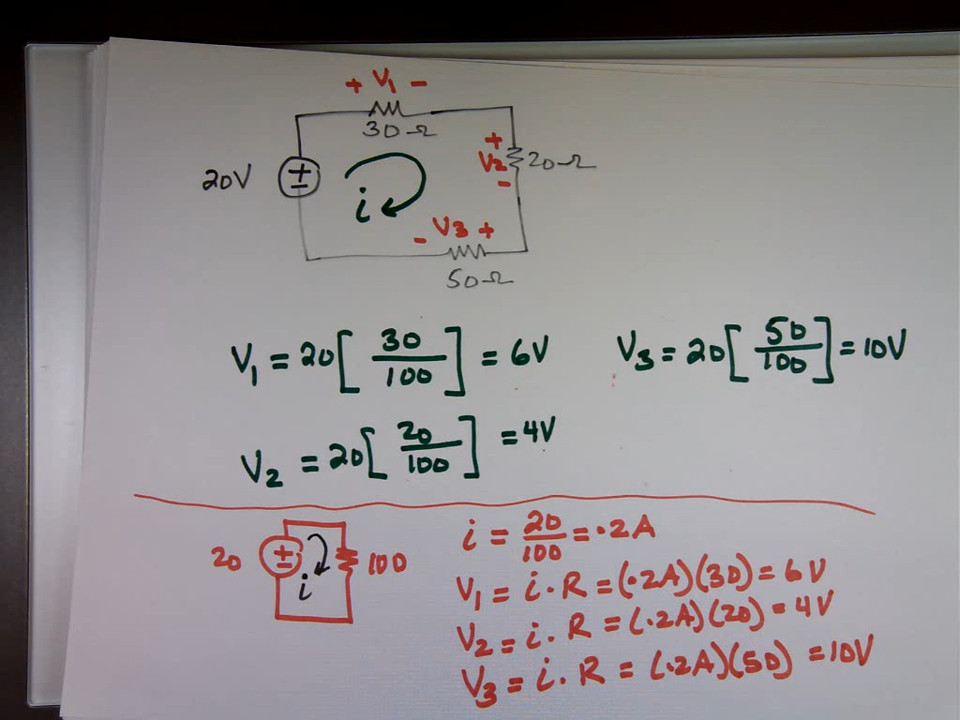 + V1 -
30Ω
20V + -
+ V2 -
20Ω
i
- V3 +
50Ω
V1 = 20[30/100] = 6V
V3 = 20[50/100] = 10V
V2 = 20[20/100] = 4V
20 + -
i
100
i = 20/100 = .2A
V1 = i · R = (.2A)(30) = 6V
V2 = i · R = (.2A)(20) = 4V
V3 = i · R = (.2A)(50) = 10V